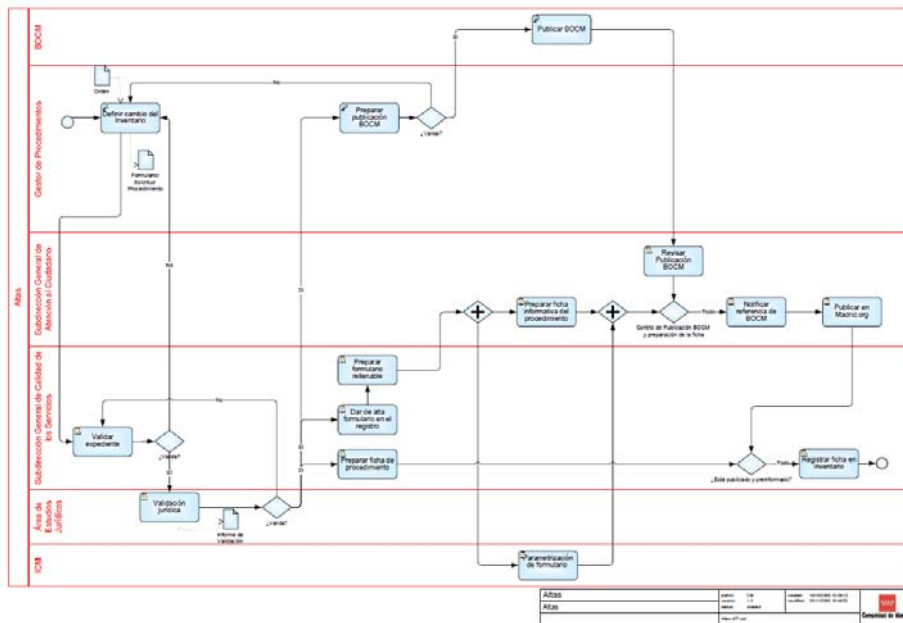 BOCM
Publicar BOCM
Si
Gestor de Procedimientos
Orden
No
Definir cambio del
Inventario
Preparar
publicación
BOCM
¿Valida?
Formulario/
Solicitud
Procedimiento
Altas
Subdirección General de
Atención al Ciudadano
Revisar
Publicación
BOCM
No
Si
Preparar ficha
informativa del
procedimiento
Todo
Notificar
referencia de
BOCM
Publicar en
Madrid.org
Control de Publicación BOCM
y preparación de la ficha
Subdirección General de Calidad de
los Servicios
Preparar
formulario
rellenable
No
Dar de alta
formulario en el
registro
Validar
expediente
¿Valida?
Si
Si
Si
Preparar ficha de
procedimiento
Todo
Registrar ficha en
inventario
¿Está publicado y preinformado?
Área de
Estudios
Jurídicos
Validación
jurídica
¿Valida?
Informe de
Validación
ICM
Parametrización
de formulario
Altas
Altas
Comunidad de Madrid